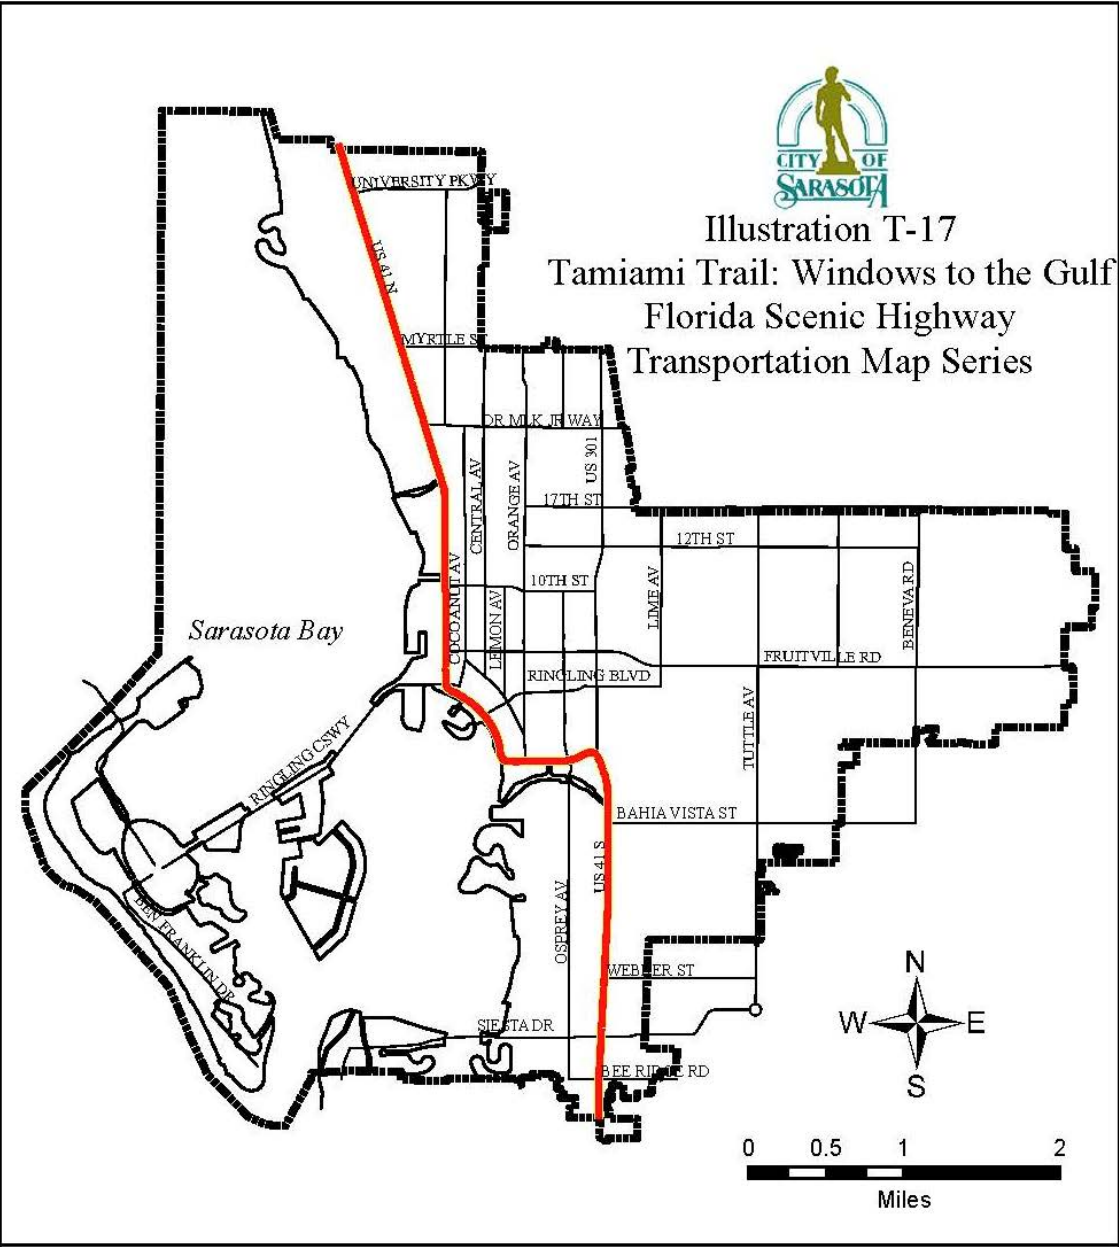 CITY OF
SARASOTA
Illustration T-17
Tamiami Trail: Windows to the Gulf
Florida Scenic Highway
Transportation Map Series
UNIVERSITY PKWY
US 41 N
MYRTLE S
DR MLK JR WAY
US 301
CENTRAL AV
ORANGE AV
17TH ST
12TH ST
10TH ST
COCOANUT AV
LEMON AV
LIME AV
BENEVA RD
Sarasota Bay
FRUITVILLE RD
RINGLING BLVD
TUTTLE AV
RINGLING CSWY
BAHIA VISTA ST
US 41 S
OSPREY AV
BEN FRANKLIN DR
WEBBER ST
SIESTA DR
BEE RIDGE RD
N
W E
S
0 0.5 1 2
Miles